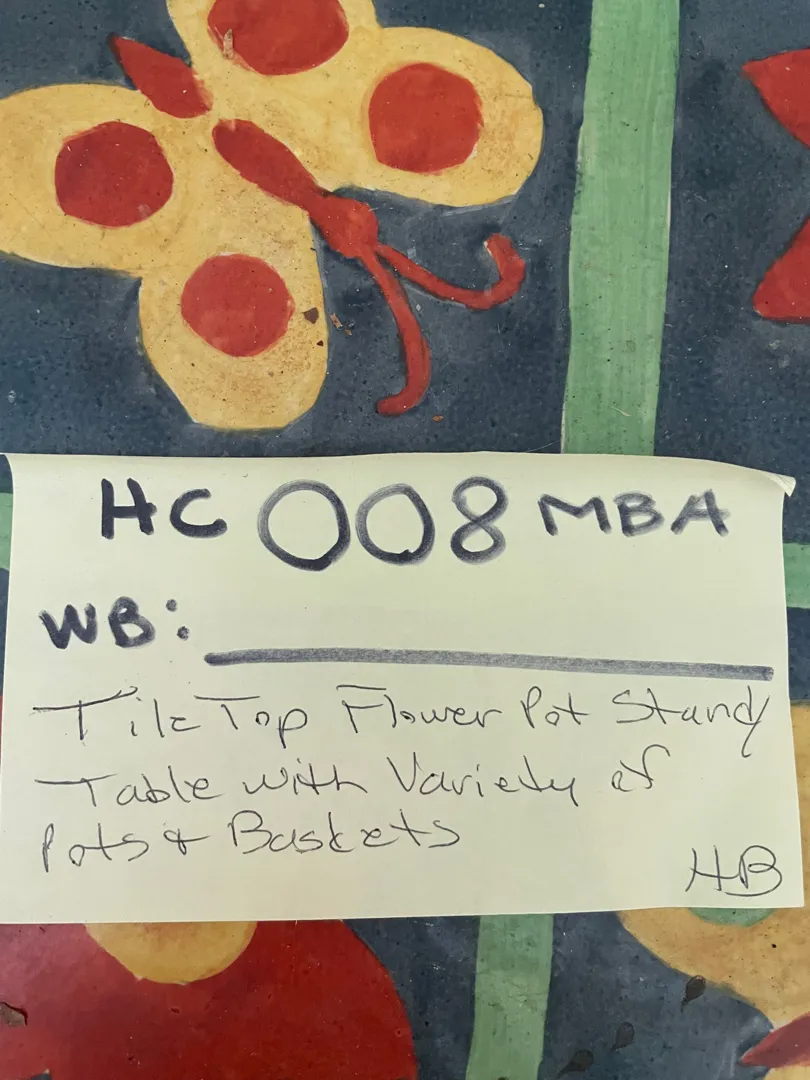 HC 008 MBA
WB:
Tile Top Flower Pot Stand/
Table with Variety of
Pots & Baskets
HB